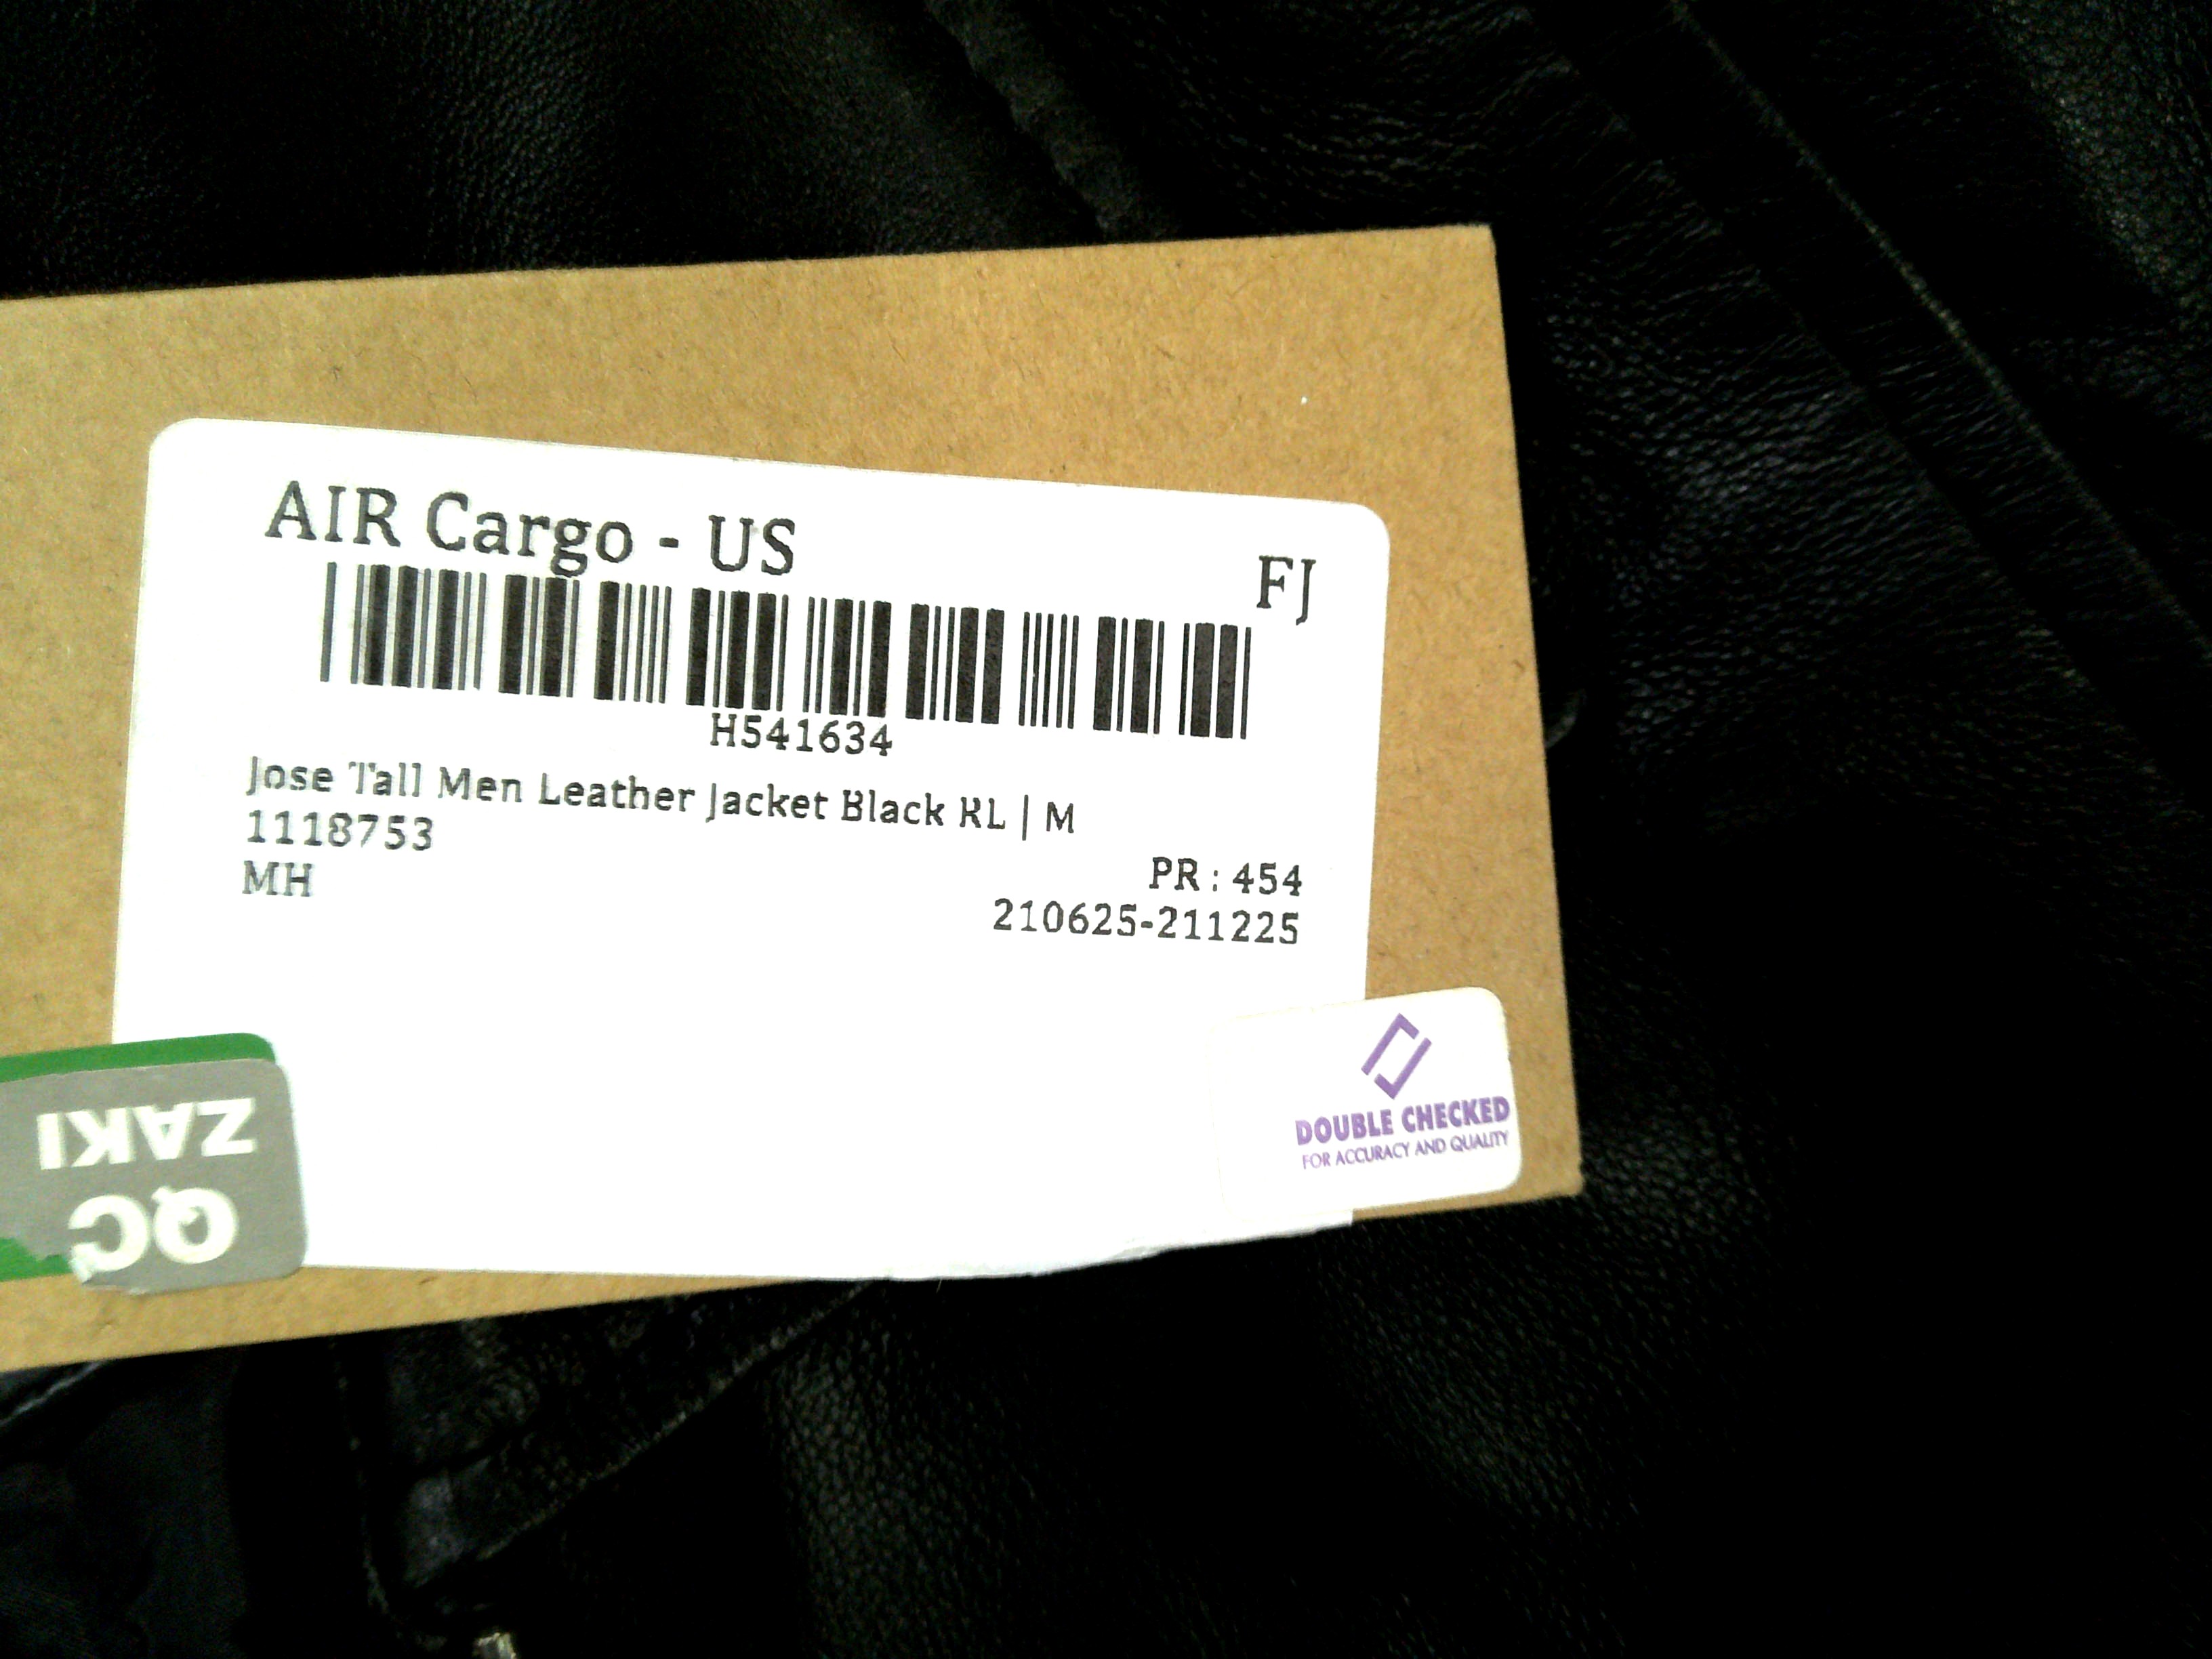 AIR Cargo - US
FJ
H541634
Jose Tall Men Leather Jacket Black RL | M
1118753
PR : 454
MH
210625-211225
DOUBLE CHECKED
FOR ACCURACY AND QUALITY
QC
ZAKI